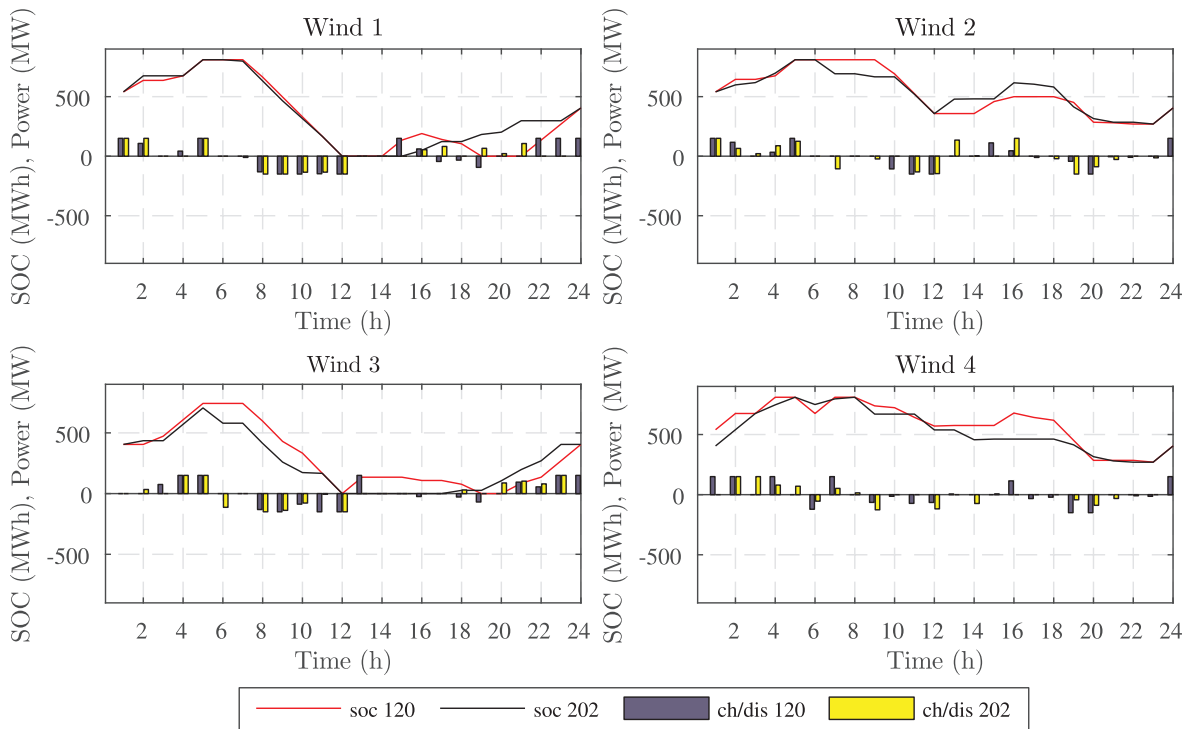 Wind 1
SOC (MWh), Power (MW)
500
0
-500
2 4 6 8 10 12 14 16 18 20 22 24
Time (h)
Wind 2
SOC (MWh), Power (MW)
500
0
-500
2 4 6 8 10 12 14 16 18 20 22 24
Time (h)
Wind 3
SOC (MWh), Power (MW)
500
0
-500
2 4 6 8 10 12 14 16 18 20 22 24
Time (h)
Wind 4
SOC (MWh), Power (MW)
500
0
-500
2 4 6 8 10 12 14 16 18 20 22 24
Time (h)
soc 120 soc 202 ch/dis 120 ch/dis 202